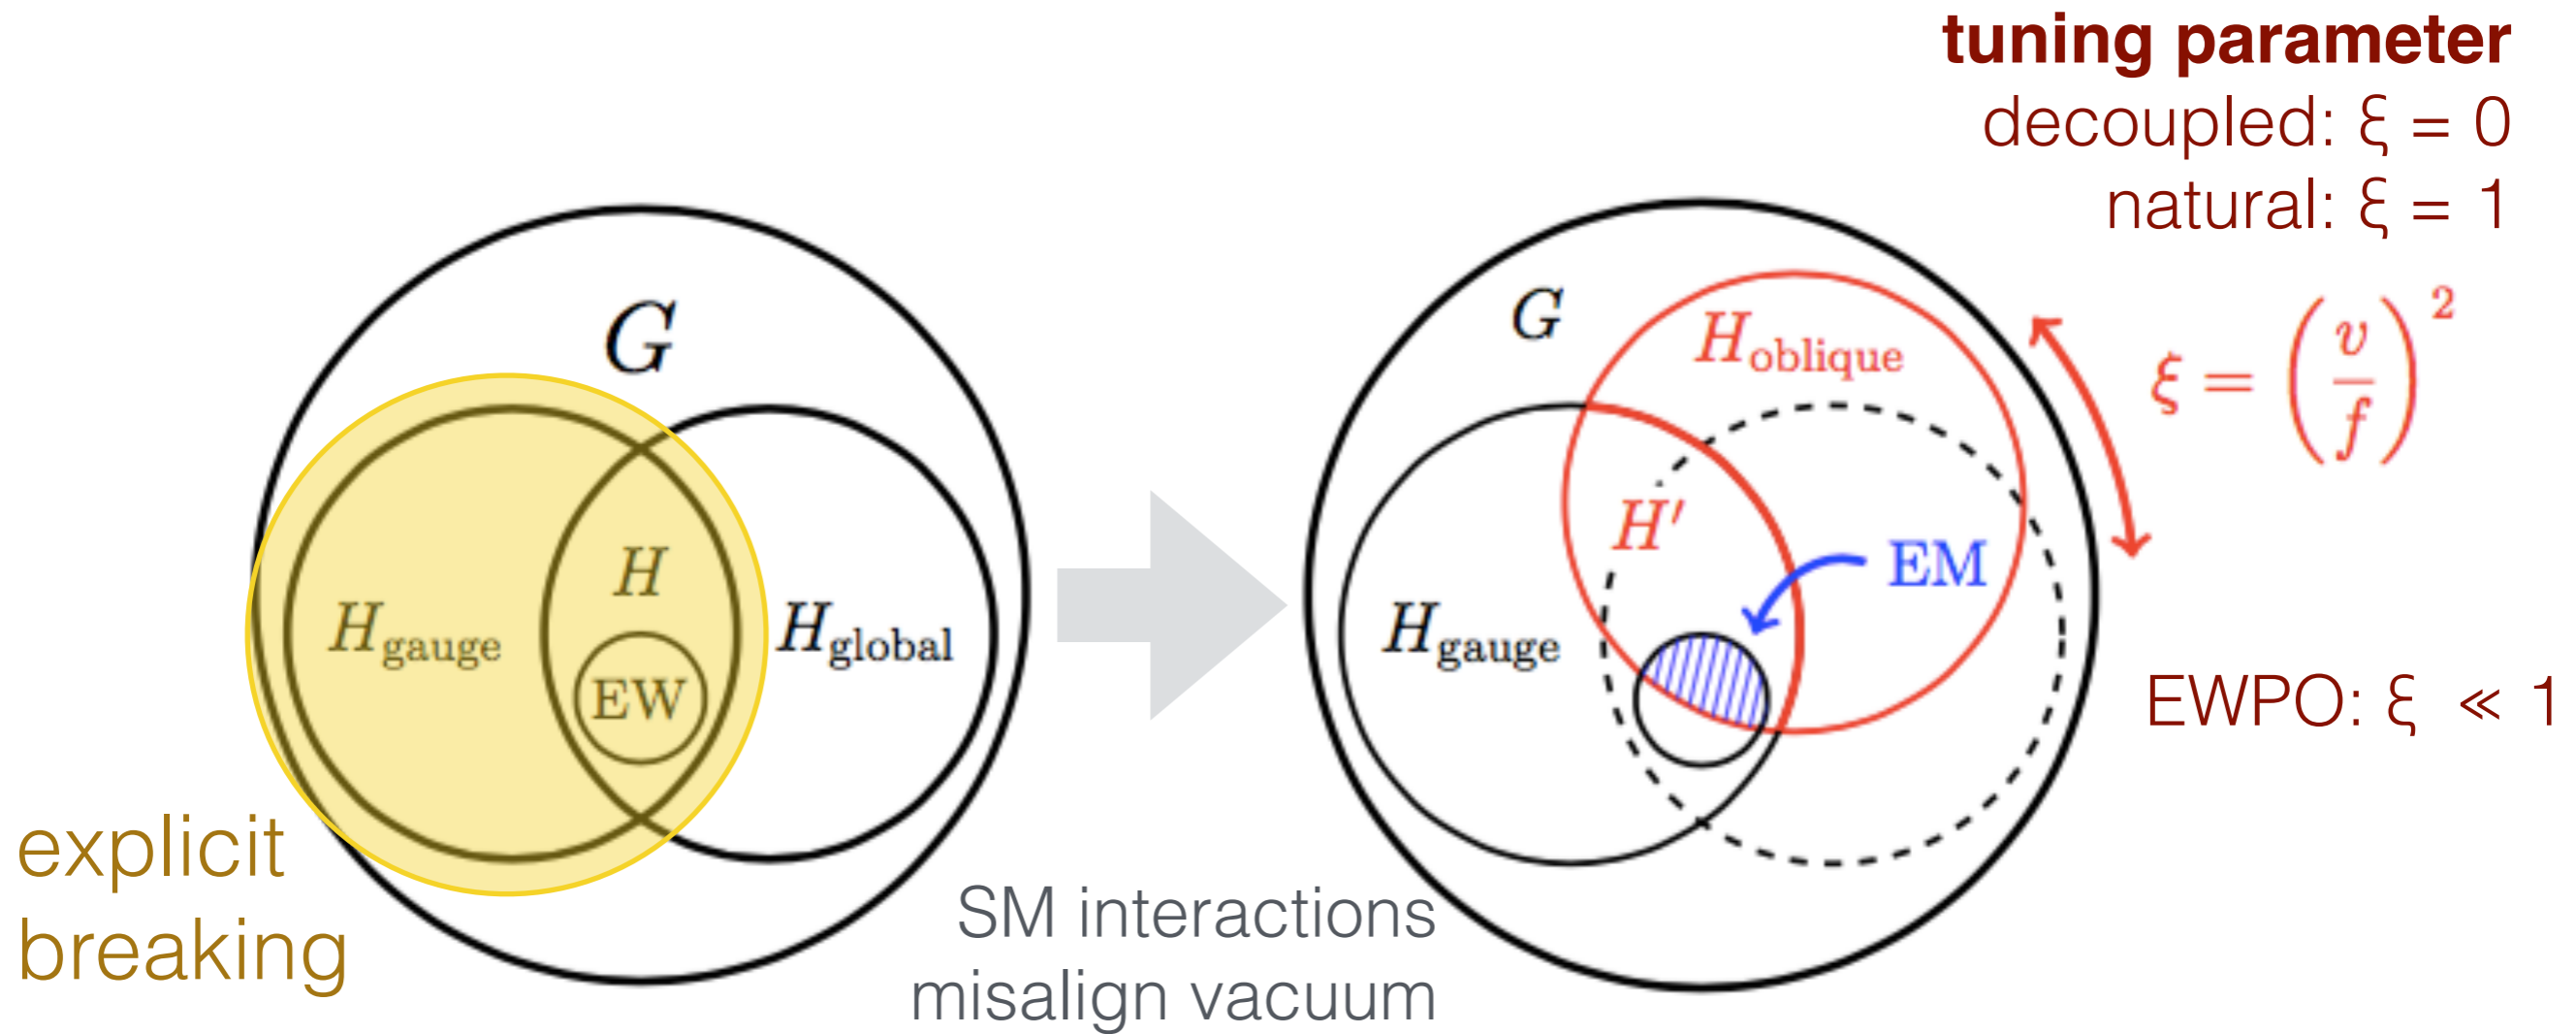 tuning parameter
decoupled: ξ = 0
natural: ξ = 1
G
H_gauge
H
EW
H_global
explicit
breaking
SM interactions
misalign vacuum
G
H_oblique
H′
H_gauge
EM
ξ = (v/f)²
EWPO: ξ ≪ 1